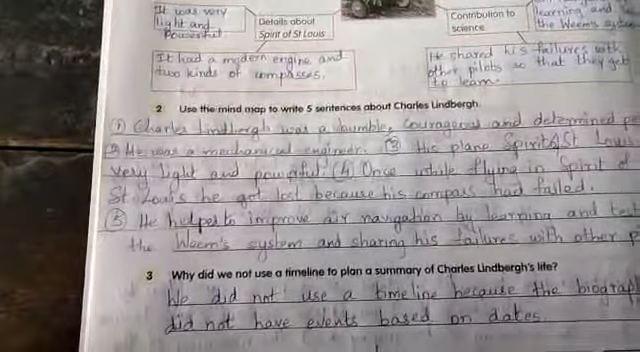 It was very
light and
Powerful
Details about
Spirit of St Louis
Contribution to
science
learning and
the Weems syste
It had a modern engine and
two kinds of compasses.
He shared his failures with
other pilots so that they get
to learn.
2 Use the mind map to write 5 sentences about Charles Lindbergh.
① Charles Lindbergh was a humble, courageous and determined pe
② He was a mechanical engineer. ③ His plane Spirit of St Louis
very light and powerful. ④ Once while flying in Spirit of
St. Louis he got lost because his compass had failed.
⑤ He helped to improve air navigation by learning and test
the Weem's system and sharing his failures with other p
3 Why did we not use a timeline to plan a summary of Charles Lindbergh's life?
We did not use a timeline because the biograp
did not have events based on dates.